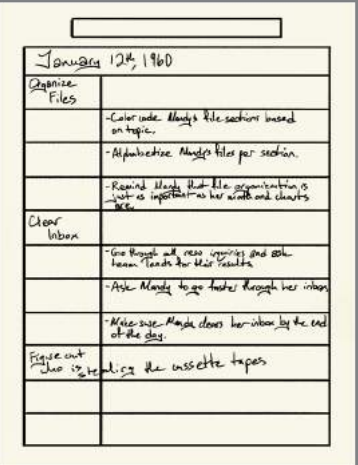 January 12th, 1960
Organize
Files
-Color code Mandy's file sections based
on topic.
-Alphabetize Mandy's files per section.
-Remind Mandy that file organization is
just as important as her math and charts
are.
Clear
Inbox
-Go through all new inquiries and ask
team for their results
-Ask Mandy to go faster through her inbox
-Make sure Mandy clears her inbox by the end
of the day.
Figure out
who is stealing the cassette tapes